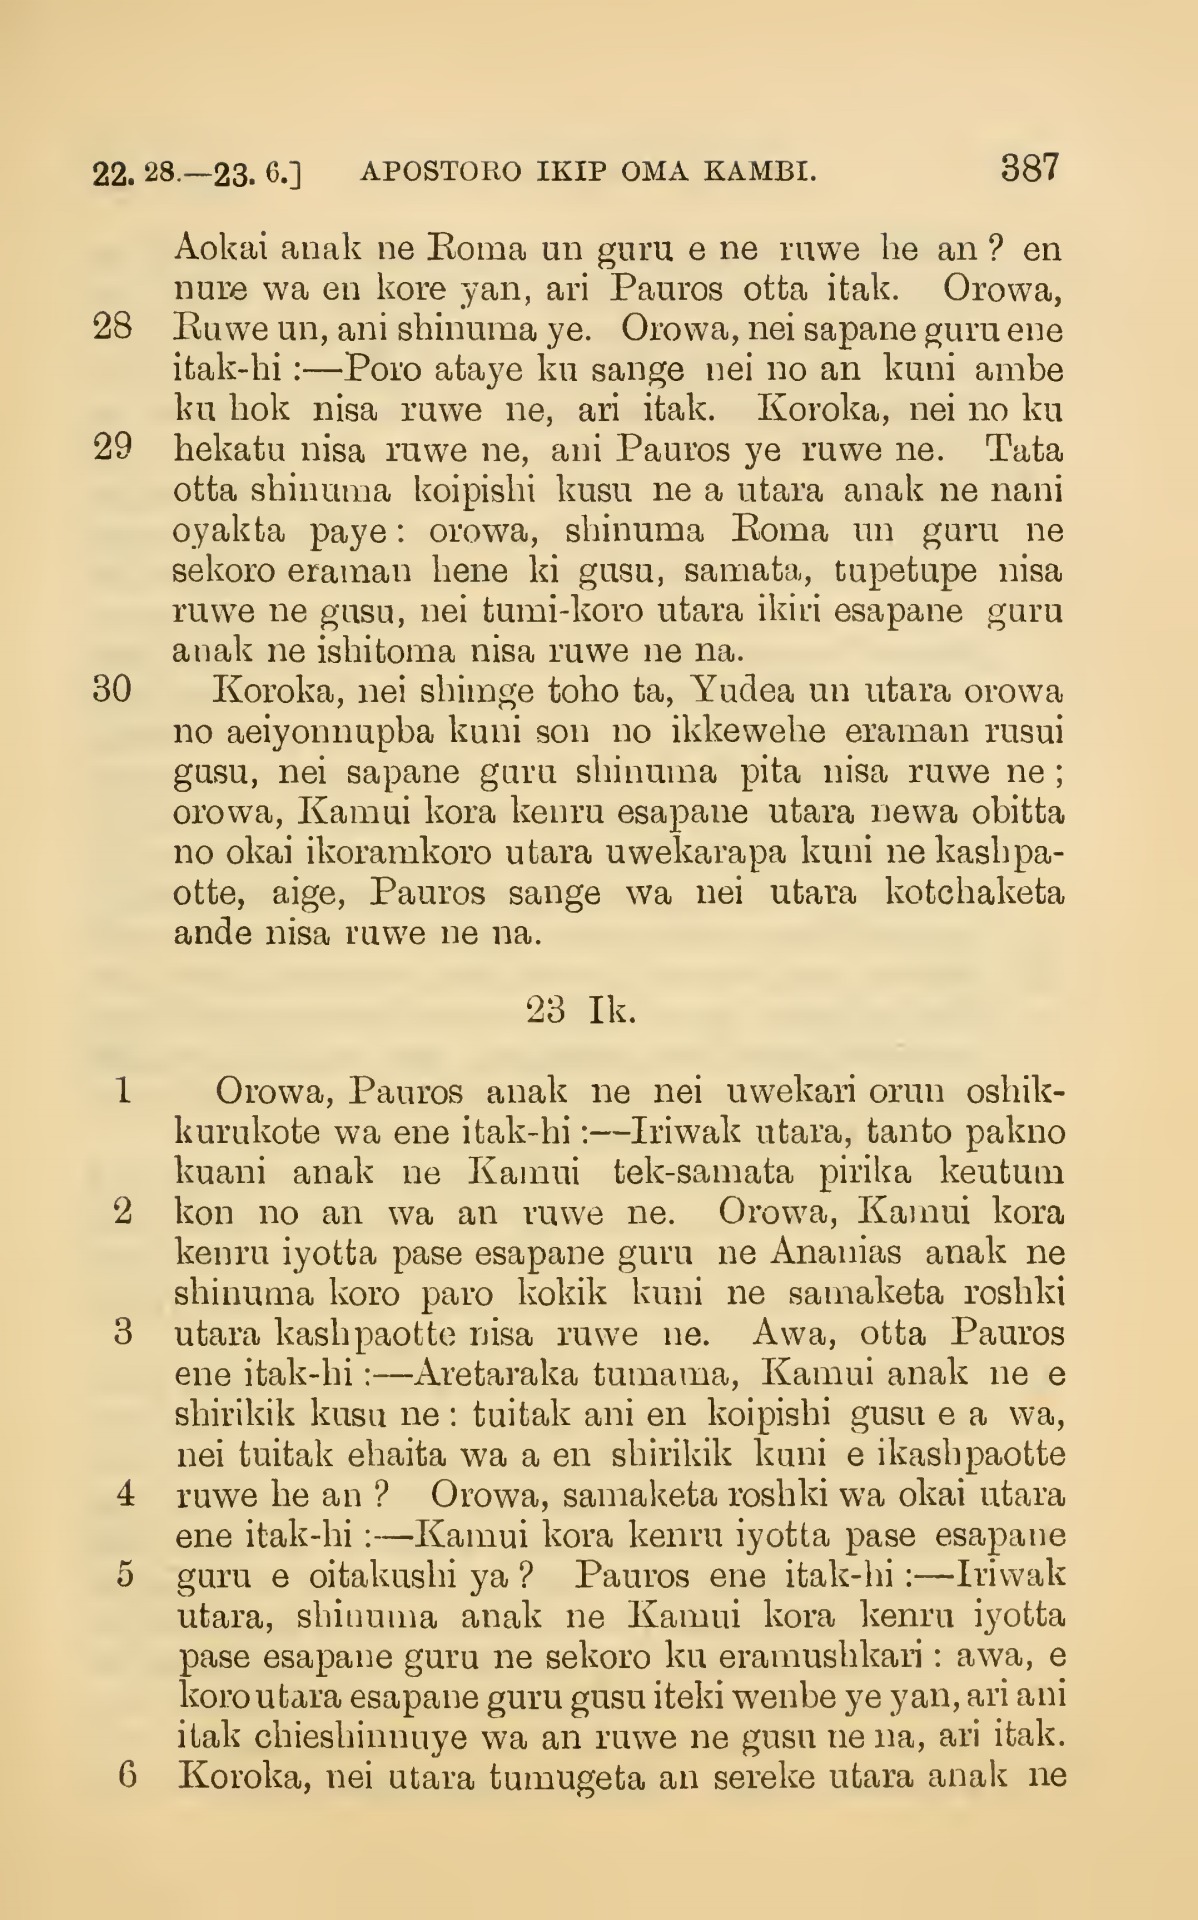 22. 28.—23. 6.] APOSTORO IKIP OMA KAMBI. 387
Aokai anak ne Roma un guru e ne ruwe he an? en
nure wa en kore yan, ari Pauros otta itak. Orowa,
28 Ruwe un, ani shinuma ye. Orowa, nei sapane guru ene
itak-hi:—Poro ataye ku sange nei no an kuni ambe
ku hok nisa ruwe ne, ari itak. Koroka, nei no ku
29 hekatu nisa ruwe ne, ani Pauros ye ruwe ne. Tata
otta shinuma koipishi kusu ne a utara anak ne nani
oyakta paye: orowa, shinuma Roma un guru ne
sekoro eraman hene ki gusu, samata, tupetupe nisa
ruwe ne gusu, nei tumi-koro utara ikiri esapane guru
anak ne ishitoma nisa ruwe ne na.
30 Koroka, nei shimge toho ta, Yudea un utara orowa
no aeiyonnupba kuni son no ikkewehe eraman rusui
gusu, nei sapane guru shinuma pita nisa ruwe ne;
orowa, Kamui kora kenru esapane utara newa obitta
no okai ikoramkoro utara uwekarapa kuni ne kashpa-
otte, aige, Pauros sange wa nei utara kotchaketa
ande nisa ruwe ne na.
23 Ik.
1 Orowa, Pauros anak ne nei uwekari orun oshik-
kurukote wa ene itak-hi:—Iriwak utara, tanto pakno
kuani anak ne Kamui tek-samata pirika keutum
2 kon no an wa an ruwe ne. Orowa, Kamui kora
kenru iyotta pase esapane guru ne Ananias anak ne
shinuma koro paro kokik kuni ne samaketa roshki
3 utara kashpaotte nisa ruwe ne. Awa, otta Pauros
ene itak-hi:—Aretaraka tumama, Kamui anak ne e
shirikik kusu ne: tuitak ani en koipishi gusu e a wa,
nei tuitak ehaita wa a en shirikik kuni e ikashpaotte
4 ruwe he an? Orowa, samaketa roshki wa okai utara
ene itak-hi:—Kamui kora kenru iyotta pase esapane
5 guru e oitakushi ya? Pauros ene itak-hi:—Iriwak
utara, shinuma anak ne Kamui kora kenru iyotta
pase esapane guru ne sekoro ku eramushkari: awa, e
koro utara esapane guru gusu iteki wenbe ye yan, ari ani
itak chieshinnuye wa an ruwe ne gusu ne na, ari itak.
6 Koroka, nei utara tumugeta an sereke utara anak ne